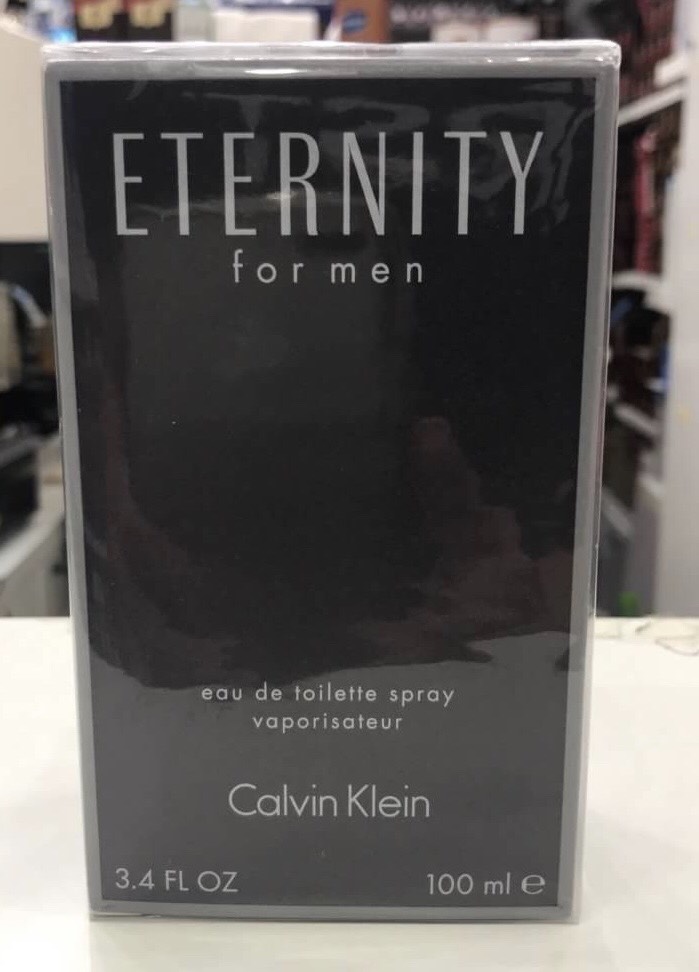 ETERNITY
for men
eau de toilette spray
vaporisateur
Calvin Klein
3.4 FL OZ
100 ml ℮